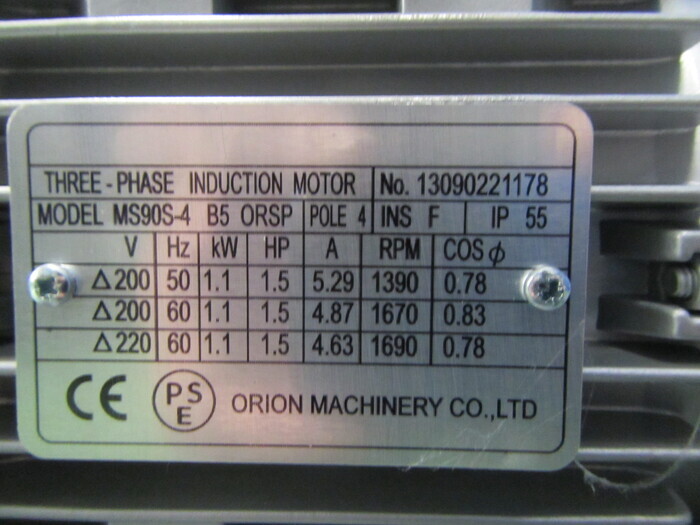 THREE-PHASE INDUCTION MOTOR No. 13090221178
MODEL MS90S-4 B5 ORSP POLE 4 INS F IP 55
V Hz kW HP A RPM COSϕ
Δ200 50 1.1 1.5 5.29 1390 0.78
Δ200 60 1.1 1.5 4.87 1670 0.83
Δ220 60 1.1 1.5 4.63 1690 0.78
CE PSE ORION MACHINERY CO.,LTD